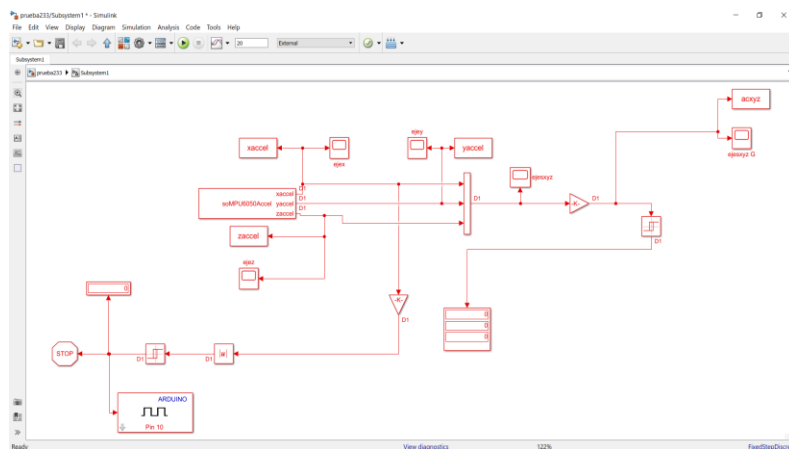 prueba233/Subsystem1 * - Simulink
File Edit View Display Diagram Simulation Analysis Code Tools Help
20
External
Subsystem1
prueba233 Subsystem1
acxyz
ejesxyz G
xaccel
ejex
ejey
yaccel
D1
soMPU6050Accel
xaccel
yaccel
zaccel
D1
D1
D1
ejesxyz
-K-
D1
D1
zaccel
ejez
-K-
D1
0
0
0
0
STOP
D1
|u|
D1
ARDUINO
Pin 10
Ready
View diagnostics
122%
FixedStepDiscre